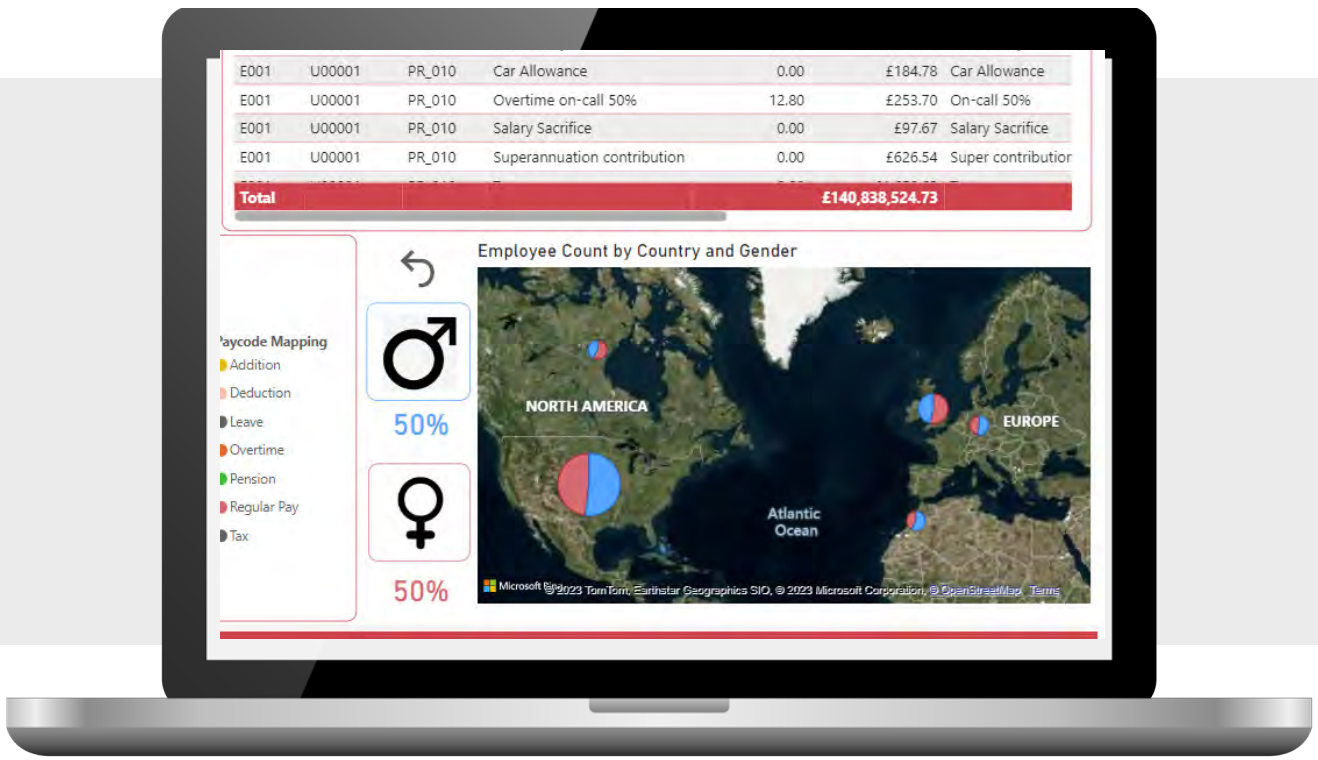 E001 U00001 PR_010 Car Allowance 0.00 £184.78 Car Allowance
E001 U00001 PR_010 Overtime on-call 50% 12.80 £253.70 On-call 50%
E001 U00001 PR_010 Salary Sacrifice 0.00 £97.67 Salary Sacrifice
E001 U00001 PR_010 Superannuation contribution 0.00 £626.54 Super contribution
Total £140,838,524.73
Paycode Mapping
Addition
Deduction
Leave
Overtime
Pension
Regular Pay
Tax
50%
50%
Employee Count by Country and Gender
NORTH AMERICA
EUROPE
Atlantic
Ocean
Microsoft Bing © 2023 TomTom, Earthstar Geographics SIO, © 2023 Microsoft Corporation, © OpenStreetMap Terms